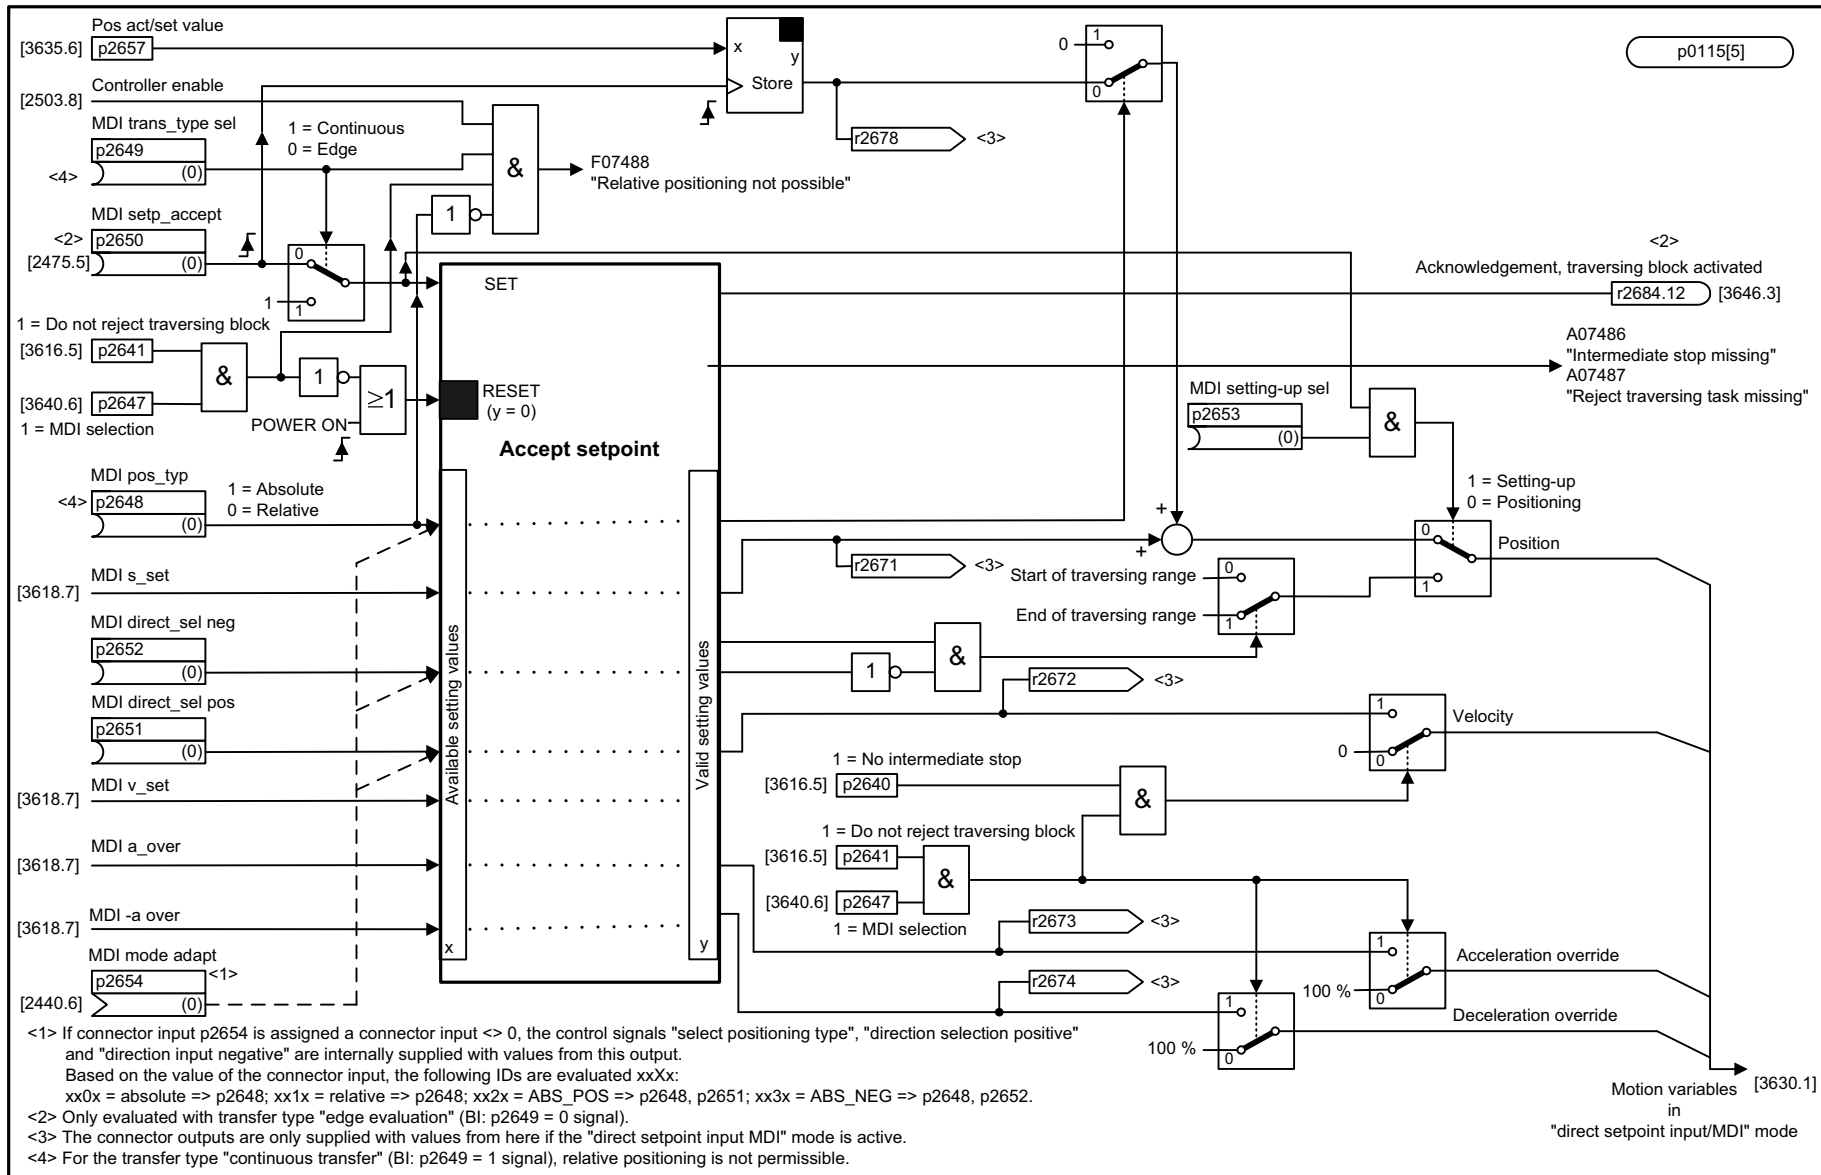 Pos act/set value
[3635.6] p2657
x
y
Store
0
1
0
p0115[5]
Controller enable
[2503.8]
MDI trans_type sel
p2649
<4> (0)
1 = Continuous
0 = Edge
&
F07488
"Relative positioning not possible"
r2678 <3>
1
MDI setp_accept
<2> p2650
[2475.5] (0)
0
1
1
SET
<2>
Acknowledgement, traversing block activated
r2684.12 [3646.3]
1 = Do not reject traversing block
[3616.5] p2641
&
1
≥1
[3640.6] p2647
1 = MDI selection
POWER ON
RESET
(y = 0)
Accept setpoint
A07486
"Intermediate stop missing"
A07487
"Reject traversing task missing"
MDI setting-up sel
p2653
(0)
&
MDI pos_typ
<4> p2648
(0)
1 = Absolute
0 = Relative
1 = Setting-up
0 = Positioning
+
+
0
1
Position
r2671 <3>
MDI s_set
[3618.7]
Start of traversing range
0
End of traversing range
1
MDI direct_sel neg
p2652
(0)
1
&
r2672 <3>
MDI direct_sel pos
p2651
(0)
Available setting values
Valid setting values
1
Velocity
0
0
MDI v_set
[3618.7]
1 = No intermediate stop
[3616.5] p2640
&
MDI a_over
[3618.7]
1 = Do not reject traversing block
[3616.5] p2641
&
[3640.6] p2647
1 = MDI selection
MDI -a over
[3618.7]
x
y
r2673 <3>
1
Acceleration override
100 %
0
MDI mode adapt
p2654 <1>
[2440.6] (0)
r2674 <3>
1
Deceleration override
100 %
0
<1> If connector input p2654 is assigned a connector input <> 0, the control signals "select positioning type", "direction selection positive"
and "direction input negative" are internally supplied with values from this output.
Based on the value of the connector input, the following IDs are evaluated xxXx:
xx0x = absolute => p2648; xx1x = relative => p2648; xx2x = ABS_POS => p2648, p2651; xx3x = ABS_NEG => p2648, p2652.
<2> Only evaluated with transfer type "edge evaluation" (BI: p2649 = 0 signal).
<3> The connector outputs are only supplied with values from here if the "direct setpoint input MDI" mode is active.
<4> For the transfer type "continuous transfer" (BI: p2649 = 1 signal), relative positioning is not permissible.
Motion variables [3630.1]
in
"direct setpoint input/MDI" mode